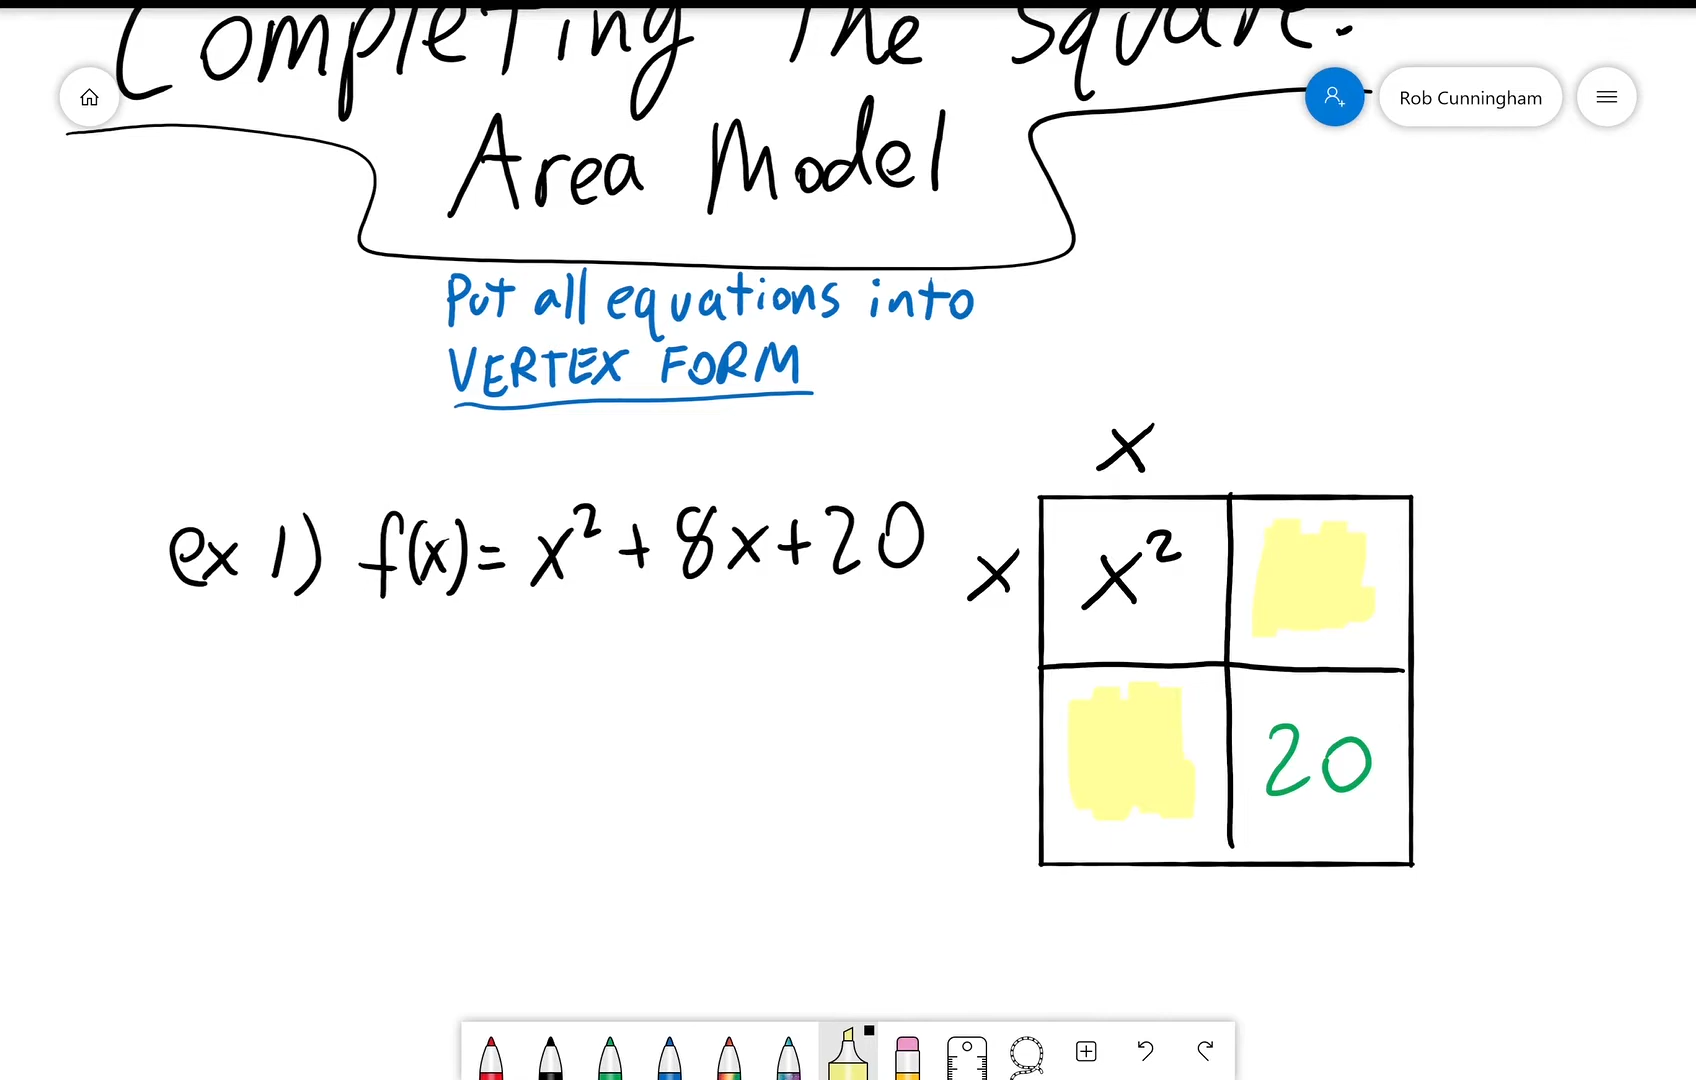 Completing The Square:
Rob Cunningham
Area Model
Put all equations into
VERTEX FORM
x
ex 1) f(x)= x² + 8x+20
x
x²
20